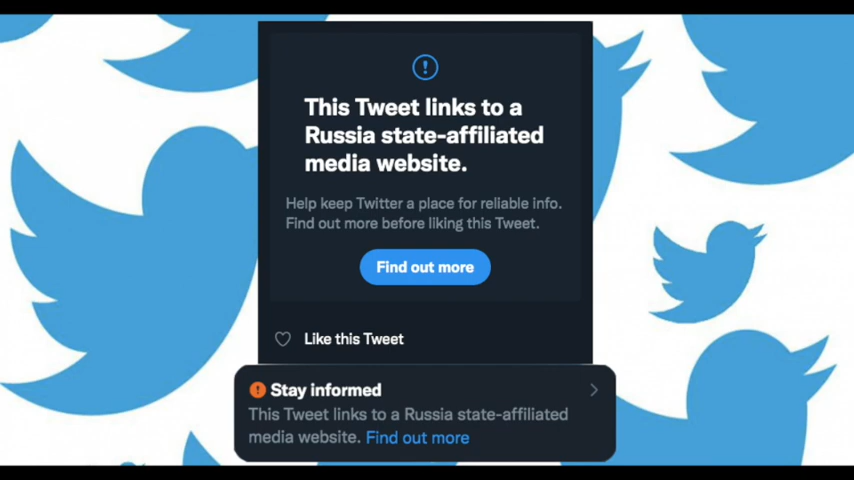 This Tweet links to a
Russia state-affiliated
media website.
Help keep Twitter a place for reliable info.
Find out more before liking this Tweet.
Find out more
Like this Tweet
Stay informed
This Tweet links to a Russia state-affiliated
media website. Find out more